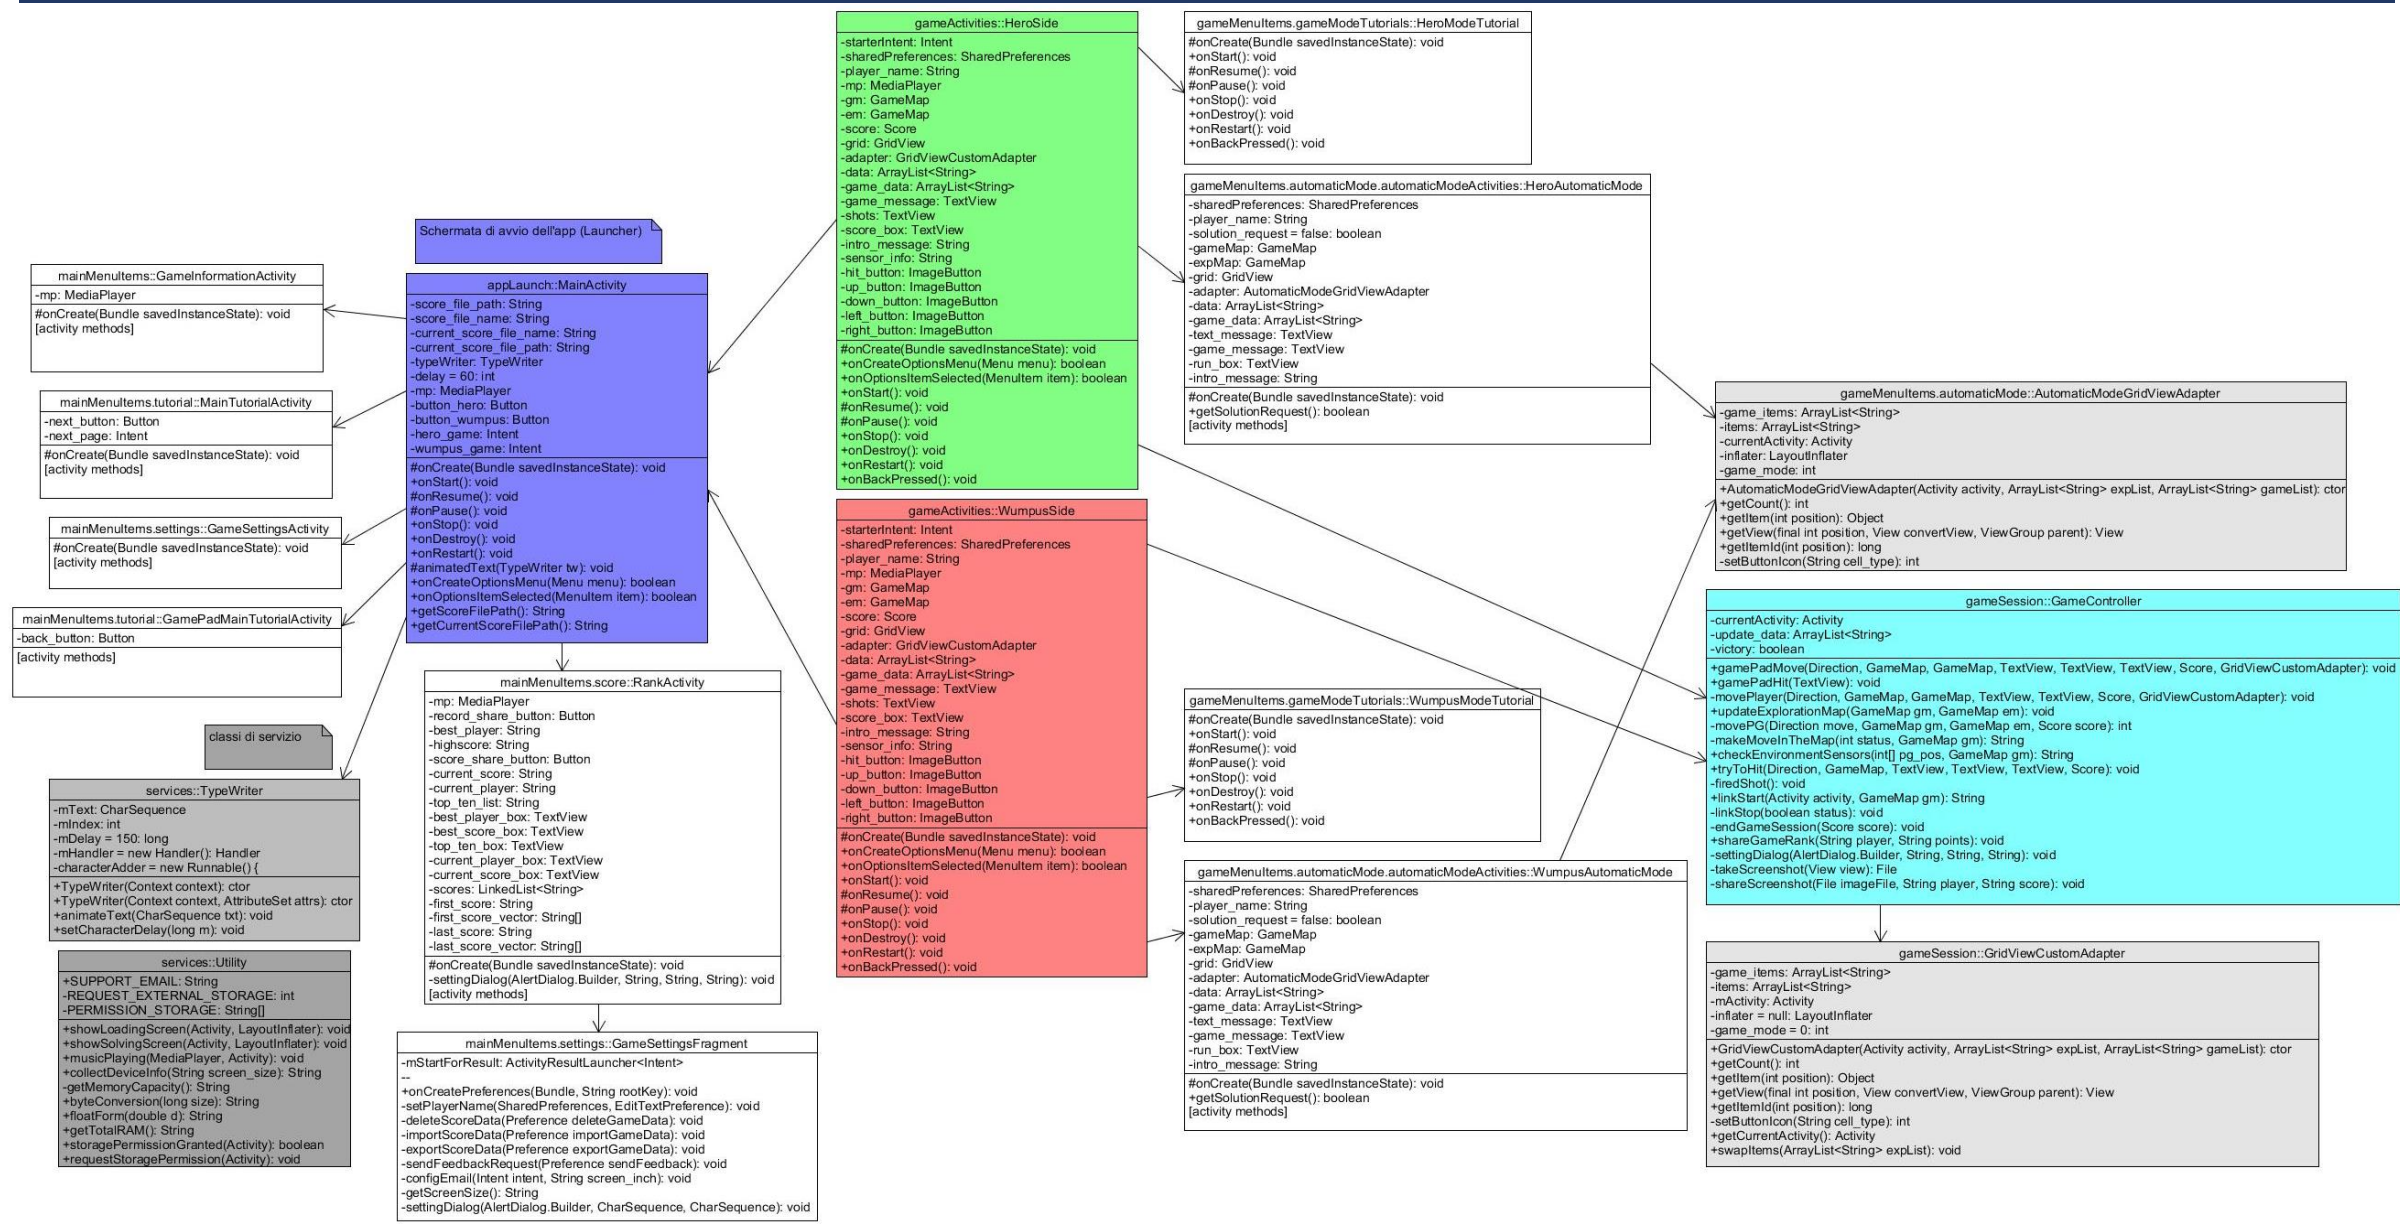 Schermata di avvio dell'app (Launcher)
mainMenuItems::GameInformationActivity
-mp: MediaPlayer
#onCreate(Bundle savedInstanceState): void
[activity methods]
mainMenuItems.tutorial::MainTutorialActivity
-next_button: Button
-next_page: Intent
#onCreate(Bundle savedInstanceState): void
[activity methods]
mainMenuItems.settings::GameSettingsActivity
#onCreate(Bundle savedInstanceState): void
[activity methods]
mainMenuItems.tutorial::GamePadMainTutorialActivity
-back_button: Button
[activity methods]
classi di servizio
services::TypeWriter
-mText: CharSequence
-mIndex: int
-mDelay = 150: long
-mHandler = new Handler(): Handler
-characterAdder = new Runnable() {
+TypeWriter(Context context): ctor
+TypeWriter(Context context, AttributeSet attrs): ctor
+animateText(CharSequence txt): void
+setCharacterDelay(long m): void
services::Utility
+SUPPORT_EMAIL: String
-REQUEST_EXTERNAL_STORAGE: int
-PERMISSION_STORAGE: String[]
+showLoadingScreen(Activity, LayoutInflater): void
+showSolvingScreen(Activity, LayoutInflater): void
+musicPlaying(MediaPlayer, Activity): void
+collectDeviceInfo(String screen_size): String
-getMemoryCapacity(): String
+byteConversion(long size): String
+floatForm(double d): String
+getTotalRAM(): String
+storagePermissionGranted(Activity): boolean
+requestStoragePermission(Activity): void
appLaunch::MainActivity
-score_file_path: String
-score_file_name: String
-current_score_file_name: String
-current_score_file_path: String
-typeWriter: TypeWriter
-delay = 60: int
-mp: MediaPlayer
-button_hero: Button
-button_wumpus: Button
-hero_game: Intent
-wumpus_game: Intent
#onCreate(Bundle savedInstanceState): void
+onStart(): void
#onResume(): void
#onPause(): void
+onStop(): void
+onDestroy(): void
+onRestart(): void
#animatedText(TypeWriter tw): void
+onCreateOptionsMenu(Menu menu): boolean
+onOptionsItemSelected(MenuItem item): boolean
+getScoreFilePath(): String
+getCurrentScoreFilePath(): String
mainMenuItems.score::RankActivity
-mp: MediaPlayer
-record_share_button: Button
-best_player: String
-highscore: String
-score_share_button: Button
-current_score: String
-current_player: String
-top_ten_list: String
-best_player_box: TextView
-best_score_box: TextView
-top_ten_box: TextView
-current_player_box: TextView
-current_score_box: TextView
-scores: LinkedList<String>
-first_score: String
-first_score_vector: String[]
-last_score: String
-last_score_vector: String[]
#onCreate(Bundle savedInstanceState): void
-settingDialog(AlertDialog.Builder, String, String, String): void
[activity methods]
mainMenuItems.settings::GameSettingsFragment
-mStartForResult: ActivityResultLauncher<Intent>
--
+onCreatePreferences(Bundle, String rootKey): void
-setPlayerName(SharedPreferences, EditTextPreference): void
-deleteScoreData(Preference deleteGameData): void
-importScoreData(Preference importGameData): void
-exportScoreData(Preference exportGameData): void
-sendFeedbackRequest(Preference sendFeedback): void
-configEmail(Intent intent, String screen_inch): void
-getScreenSize(): String
-settingDialog(AlertDialog.Builder, CharSequence, CharSequence): void
gameActivities::HeroSide
-starterIntent: Intent
-sharedPreferences: SharedPreferences
-player_name: String
-mp: MediaPlayer
-gm: GameMap
-em: GameMap
-score: Score
-grid: GridView
-adapter: GridViewCustomAdapter
-data: ArrayList<String>
-game_data: ArrayList<String>
-game_message: TextView
-shots: TextView
-score_box: TextView
-intro_message: String
-sensor_info: String
-hit_button: ImageButton
-up_button: ImageButton
-down_button: ImageButton
-left_button: ImageButton
-right_button: ImageButton
#onCreate(Bundle savedInstanceState): void
+onCreateOptionsMenu(Menu menu): boolean
+onOptionsItemSelected(MenuItem item): boolean
+onStart(): void
#onResume(): void
#onPause(): void
+onStop(): void
+onDestroy(): void
+onRestart(): void
+onBackPressed(): void
gameActivities::WumpusSide
-starterIntent: Intent
-sharedPreferences: SharedPreferences
-player_name: String
-mp: MediaPlayer
-gm: GameMap
-em: GameMap
-score: Score
-grid: GridView
-adapter: GridViewCustomAdapter
-data: ArrayList<String>
-game_data: ArrayList<String>
-game_message: TextView
-shots: TextView
-score_box: TextView
-intro_message: String
-sensor_info: String
-hit_button: ImageButton
-up_button: ImageButton
-down_button: ImageButton
-left_button: ImageButton
-right_button: ImageButton
#onCreate(Bundle savedInstanceState): void
+onCreateOptionsMenu(Menu menu): boolean
+onOptionsItemSelected(MenuItem item): boolean
+onStart(): void
#onResume(): void
#onPause(): void
+onStop(): void
+onDestroy(): void
+onRestart(): void
+onBackPressed(): void
gameMenuItems.gameModeTutorials::HeroModeTutorial
#onCreate(Bundle savedInstanceState): void
+onStart(): void
#onResume(): void
#onPause(): void
+onStop(): void
+onDestroy(): void
+onRestart(): void
+onBackPressed(): void
gameMenuItems.automaticMode.automaticModeActivities::HeroAutomaticMode
-sharedPreferences: SharedPreferences
-player_name: String
-solution_request = false: boolean
-gameMap: GameMap
-expMap: GameMap
-grid: GridView
-adapter: AutomaticModeGridViewAdapter
-data: ArrayList<String>
-game_data: ArrayList<String>
-text_message: TextView
-game_message: TextView
-run_box: TextView
-intro_message: String
#onCreate(Bundle savedInstanceState): void
+getSolutionRequest(): boolean
[activity methods]
gameMenuItems.gameModeTutorials::WumpusModeTutorial
#onCreate(Bundle savedInstanceState): void
+onStart(): void
#onResume(): void
#onPause(): void
+onStop(): void
+onDestroy(): void
+onRestart(): void
+onBackPressed(): void
gameMenuItems.automaticMode.automaticModeActivities::WumpusAutomaticMode
-sharedPreferences: SharedPreferences
-player_name: String
-solution_request = false: boolean
-gameMap: GameMap
-expMap: GameMap
-grid: GridView
-adapter: AutomaticModeGridViewAdapter
-data: ArrayList<String>
-game_data: ArrayList<String>
-text_message: TextView
-game_message: TextView
-run_box: TextView
-intro_message: String
#onCreate(Bundle savedInstanceState): void
+getSolutionRequest(): boolean
[activity methods]
gameMenuItems.automaticMode::AutomaticModeGridViewAdapter
-game_items: ArrayList<String>
-items: ArrayList<String>
-currentActivity: Activity
-inflater: LayoutInflater
-game_mode: int
+AutomaticModeGridViewAdapter(Activity activity, ArrayList<String> expList, ArrayList<String> gameList): ctor
+getCount(): int
+getItem(int position): Object
+getView(final int position, View convertView, ViewGroup parent): View
+getItemId(int position): long
-setButtonIcon(String cell_type): int
gameSession::GameController
-currentActivity: Activity
-update_data: ArrayList<String>
-victory: boolean
+gamePadMove(Direction, GameMap, GameMap, TextView, TextView, TextView, Score, GridViewCustomAdapter): void
+gamePadHit(TextView): void
-movePlayer(Direction, GameMap, GameMap, TextView, TextView, Score, GridViewCustomAdapter): void
+updateExplorationMap(GameMap gm, GameMap em): void
-movePG(Direction move, GameMap gm, GameMap em, Score score): int
-makeMoveInTheMap(int status, GameMap gm): String
+checkEnvironmentSensors(int[] pg_pos, GameMap gm): String
+tryToHit(Direction, GameMap, TextView, TextView, TextView, Score): void
-firedShot(): void
+linkStart(Activity activity, GameMap gm): String
-linkStop(boolean status): void
-endGameSession(Score score): void
+shareGameRank(String player, String points): void
-settingDialog(AlertDialog.Builder, String, String, String): void
-takeScreenshot(View view): File
-shareScreenshot(File imageFile, String player, String score): void
gameSession::GridViewCustomAdapter
-game_items: ArrayList<String>
-items: ArrayList<String>
-mActivity: Activity
-inflater = null: LayoutInflater
-game_mode = 0: int
+GridViewCustomAdapter(Activity activity, ArrayList<String> expList, ArrayList<String> gameList): ctor
+getCount(): int
+getItem(int position): Object
+getView(final int position, View convertView, ViewGroup parent): View
+getItemId(int position): long
-setButtonIcon(String cell_type): int
+getCurrentActivity(): Activity
+swapItems(ArrayList<String> expList): void